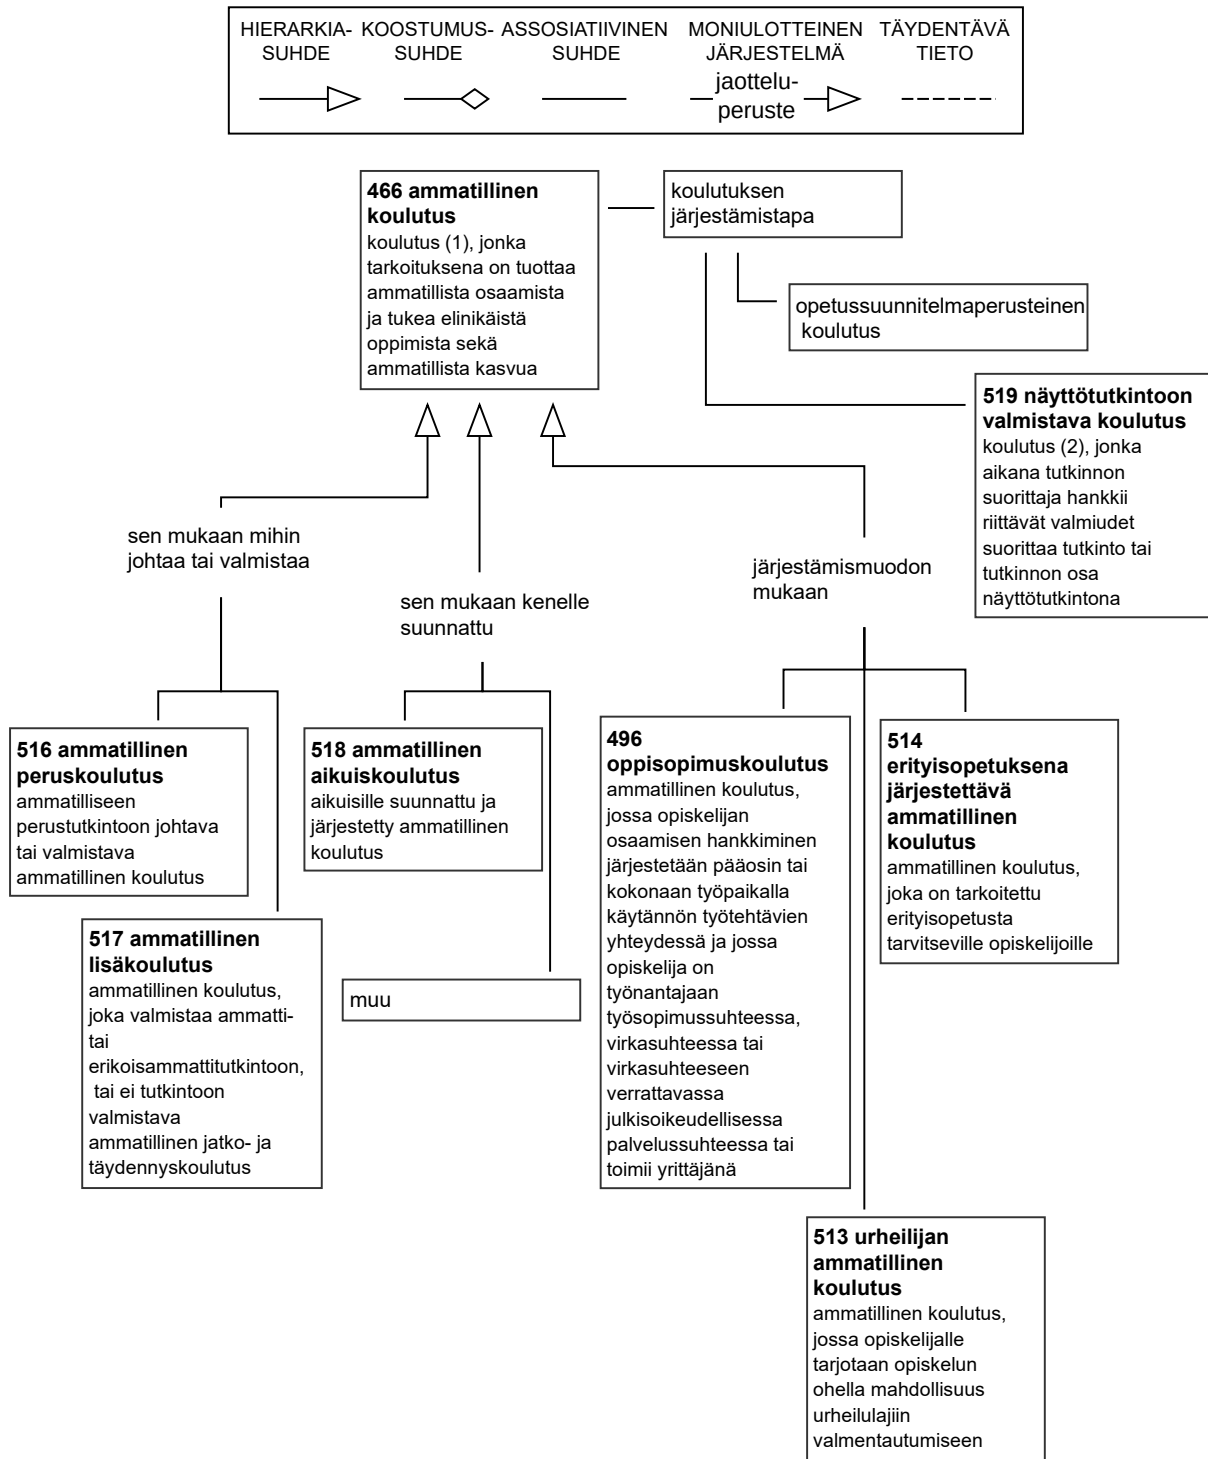 HIERARKIA-
SUHDE
KOOSTUMUS-
SUHDE
ASSOSIATIIVINEN
SUHDE
MONIULOTTEINEN
JÄRJESTELMÄ
TÄYDENTÄVÄ
TIETO
jaottelu-
peruste
466 ammatillinen
koulutus
koulutus (1), jonka
tarkoituksena on tuottaa
ammatillista osaamista
ja tukea elinikäistä
oppimista sekä
ammatillista kasvua
koulutuksen
järjestämistapa
opetussuunnitelmaperusteinen
koulutus
519 näyttötutkintoon
valmistava koulutus
koulutus (2), jonka
aikana tutkinnon
suorittaja hankkii
riittävät valmiudet
suorittaa tutkinto tai
tutkinnon osa
näyttötutkintona
sen mukaan mihin
johtaa tai valmistaa
sen mukaan kenelle
suunnattu
järjestämismuodon
mukaan
516 ammatillinen
peruskoulutus
ammatilliseen
perustutkintoon johtava
tai valmistava
ammatillinen koulutus
517 ammatillinen
lisäkoulutus
ammatillinen koulutus,
joka valmistaa ammatti-
tai
erikoisammattitutkintoon,
tai ei tutkintoon
valmistava
ammatillinen jatko- ja
täydennyskoulutus
518 ammatillinen
aikuiskoulutus
aikuisille suunnattu ja
järjestetty ammatillinen
koulutus
muu
496
oppisopimuskoulutus
ammatillinen koulutus,
jossa opiskelijan
osaamisen hankkiminen
järjestetään pääosin tai
kokonaan työpaikalla
käytännön työtehtävien
yhteydessä ja jossa
opiskelija on
työnantajaan
työsopimussuhteessa,
virkasuhteessa tai
virkasuhteeseen
verrattavassa
julkisoikeudellisessa
palvelussuhteessa tai
toimii yrittäjänä
514
erityisopetuksena
järjestettävä
ammatillinen
koulutus
ammatillinen koulutus,
joka on tarkoitettu
erityisopetusta
tarvitseville opiskelijoille
513 urheilijan
ammatillinen
koulutus
ammatillinen koulutus,
jossa opiskelijalle
tarjotaan opiskelun
ohella mahdollisuus
urheilulajiin
valmentautumiseen